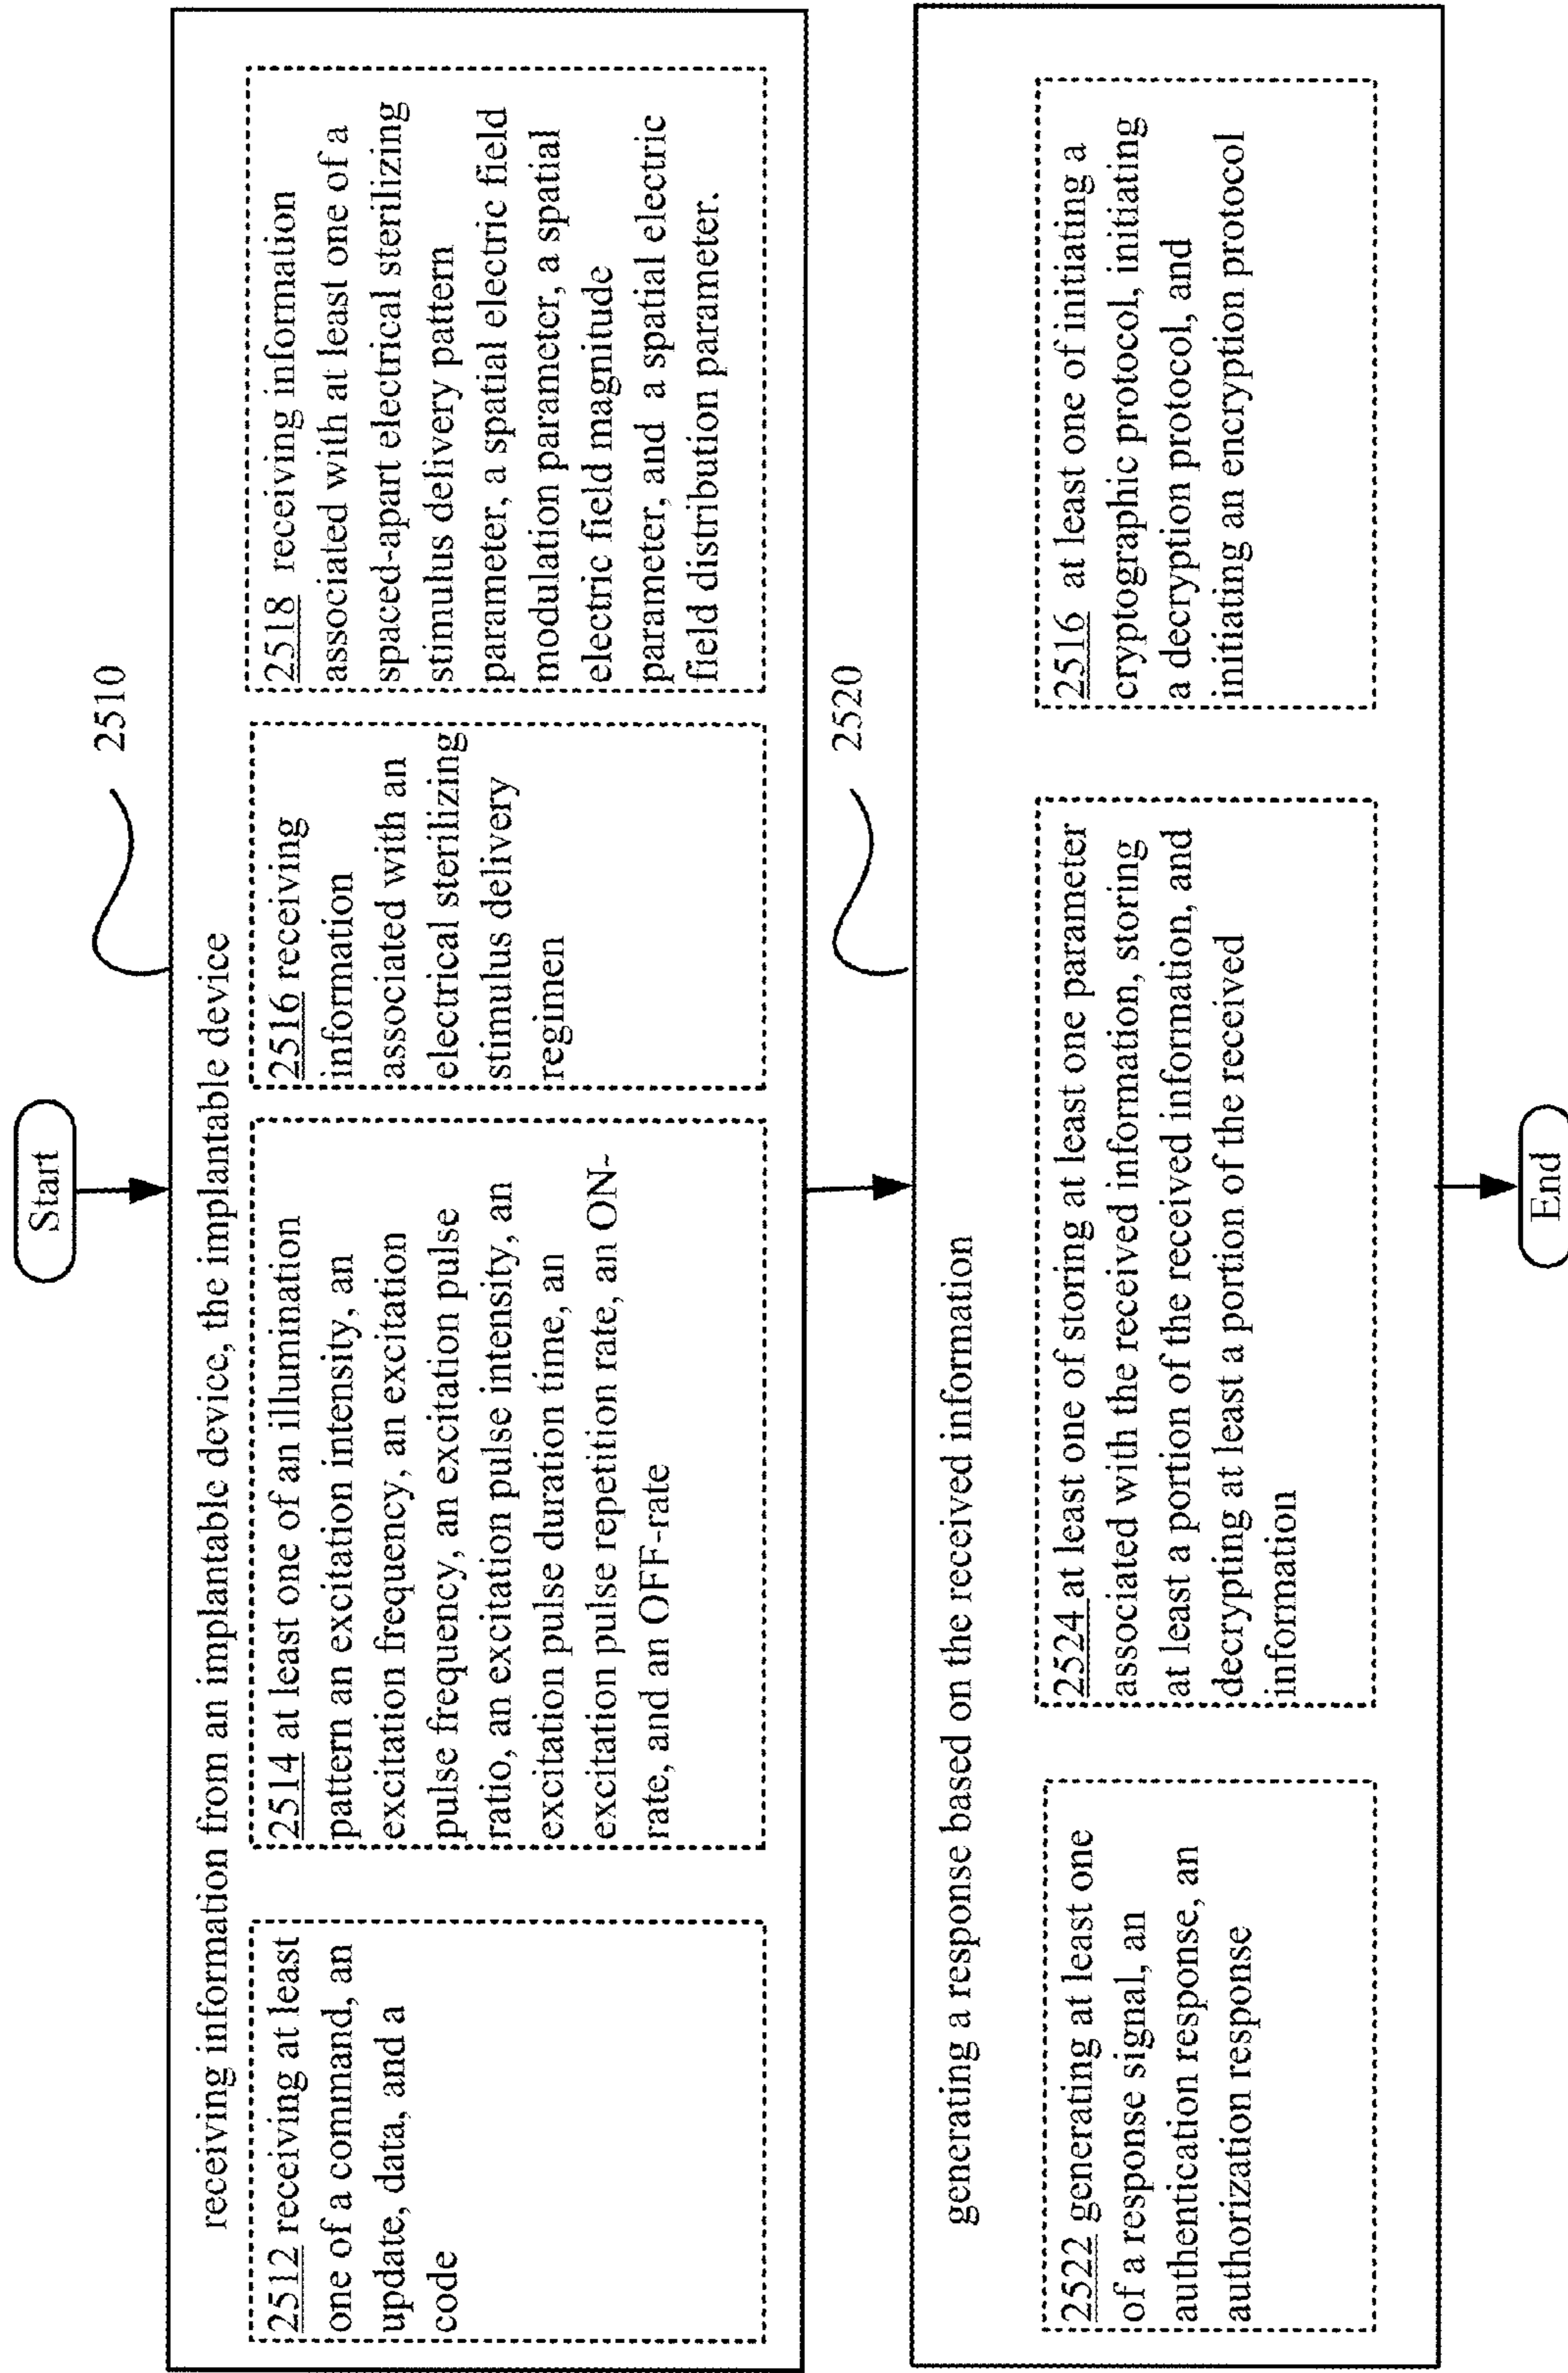 Start
2510
receiving information from an implantable device, the implantable device
2512 receiving at least
one of a command, an
update, data, and a
code
2514 at least one of an illumination
pattern an excitation intensity, an
excitation frequency, an excitation
pulse frequency, an excitation pulse
ratio, an excitation pulse intensity, an
excitation pulse duration time, an
excitation pulse repetition rate, an ON-
rate, and an OFF-rate
2516 receiving
information
associated with an
electrical sterilizing
stimulus delivery
regimen
2518 receiving information
associated with at least one of a
spaced-apart electrical sterilizing
stimulus delivery pattern
parameter, a spatial electric field
modulation parameter, a spatial
electric field magnitude
parameter, and a spatial electric
field distribution parameter.
2520
generating a response based on the received information
2522 generating at least one
of a response signal, an
authentication response, an
authorization response
2524 at least one of storing at least one parameter
associated with the received information, storing
at least a portion of the received information, and
decrypting at least a portion of the received
information
2516 at least one of initiating a
cryptographic protocol, initiating
a decryption protocol, and
initiating an encryption protocol
End